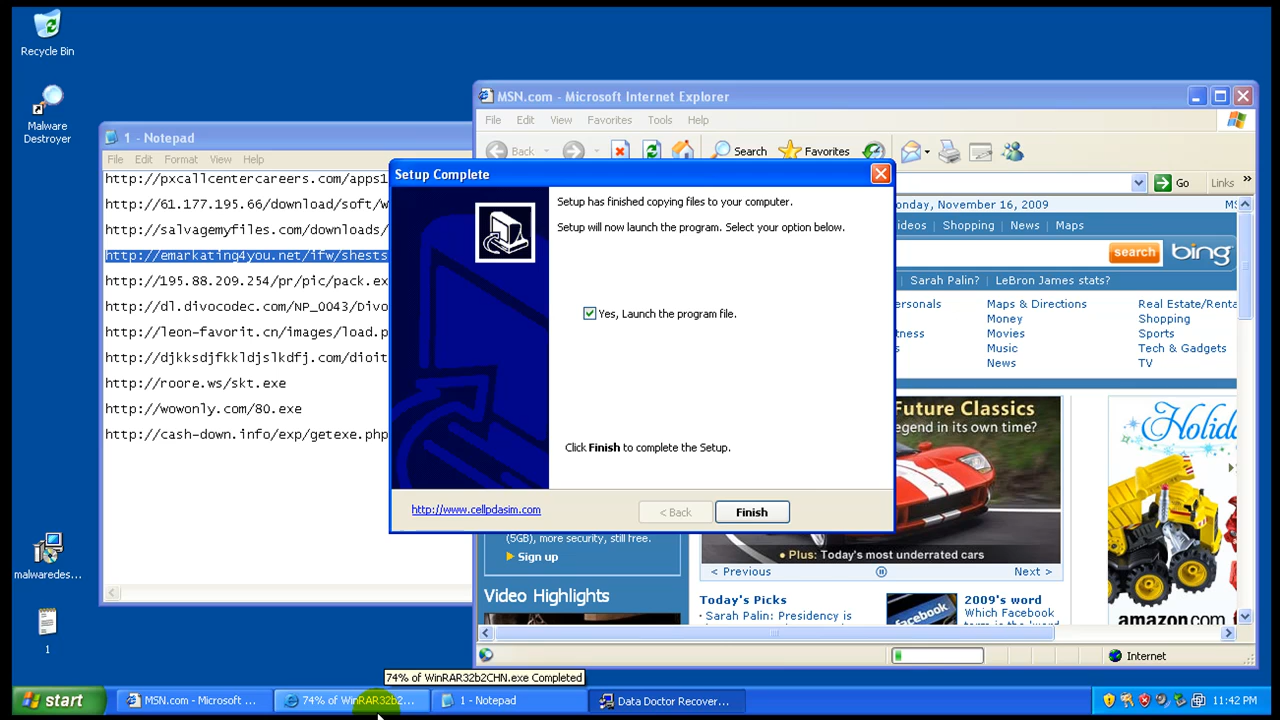 Recycle Bin
Malware
Destroyer
malwaredes...
1
1 - Notepad
File Edit Format View Help
http://pxcallcentercareers.com/apps1
http://61.177.195.66/download/soft/w
http://salvagemyfiles.com/downloads/
http://emarkating4you.net/ifw/shests
http://195.88.209.254/pr/pic/pack.ex
http://dl.divocodec.com/NP_0043/Divo
http://leon-favorit.cn/images/load.p
http://djkksdjfkkldjslkdfj.com/dioit
http://roore.ws/skt.exe
http://wowonly.com/80.exe
http://cash-down.info/exp/getexe.php
MSN.com - Microsoft Internet Explorer
File Edit View Favorites Tools Help
Back Search Favorites
Go Links »
onday, November 16, 2009 MS
ideos Shopping News Maps
search bing
Sarah Palin? LeBron James stats?
ersonals Maps & Directions Real Estate/Renta
Money Shopping
itness Movies Sports
Music Tech & Gadgets
News TV
Setup Complete
Setup has finished copying files to your computer.
Setup will now launch the program. Select your option below.
Yes, Launch the program file.
Click Finish to complete the Setup.
http://www.cellpdasim.com
< Back Finish
Future Classics
legend in its own time?
Plus: Today's most underrated cars
< Previous Next >
(5GB), more security, still free.
Sign up
Video Highlights
Today's Picks
Sarah Palin: Presidency is
facebook
2009's word
Which Facebook
Holida
amazon.com
Internet
74% of WinRAR32b2CHN.exe Completed
start
MSN.com - Microsoft ...
74% of WinRAR32b2...
1 - Notepad
Data Doctor Recover...
11:42 PM